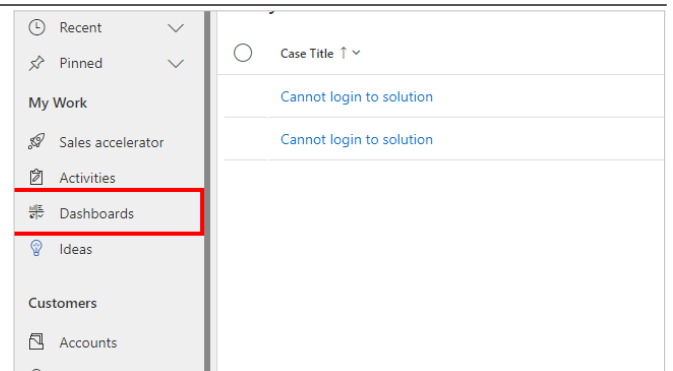 Recent
Pinned
My Work
Sales accelerator
Activities
Dashboards
Ideas
Customers
Accounts
Case Title
Cannot login to solution
Cannot login to solution